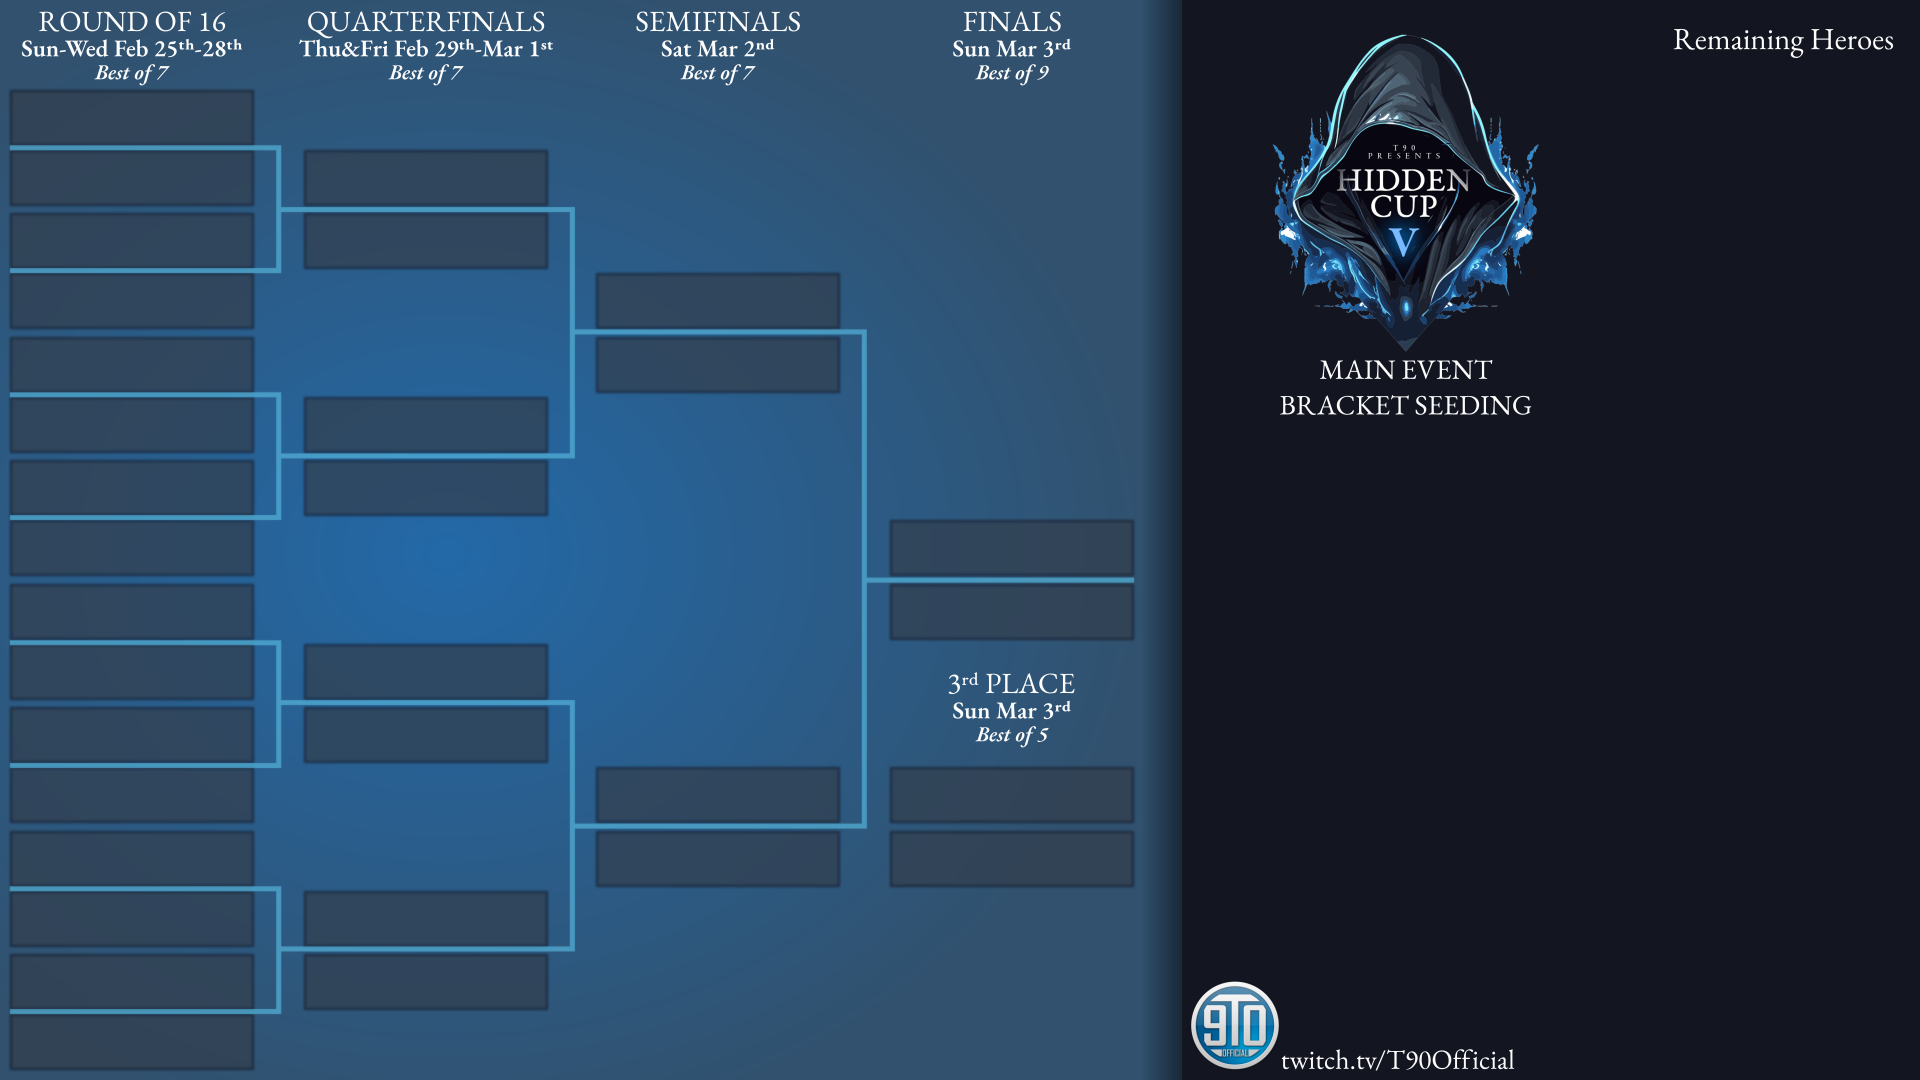 ROUND OF 16
Sun-Wed Feb 25th-28th
Best of 7
QUARTERFINALS
Thu&Fri Feb 29th-Mar 1st
Best of 7
SEMIFINALS
Sat Mar 2nd
Best of 7
FINALS
Sun Mar 3rd
Best of 9
3rd PLACE
Sun Mar 3rd
Best of 5
T90
PRESENTS
HIDDEN
CUP
V
MAIN EVENT
BRACKET SEEDING
Remaining Heroes
9TO
OFFICIAL
twitch.tv/T90Official